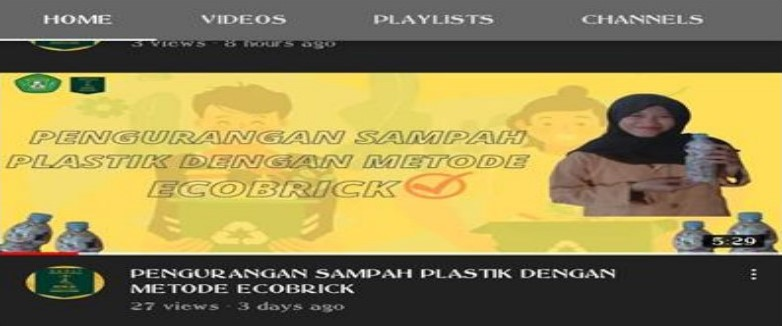 HOME VIDEOS PLAYLISTS CHANNELS
3 views · 8 hours ago
PENGURANGAN SAMPAH
PLASTIK DENGAN METODE
ECOBRICK
5:29
PENGURANGAN SAMPAH PLASTIK DENGAN
METODE ECOBRICK
27 views · 3 days ago